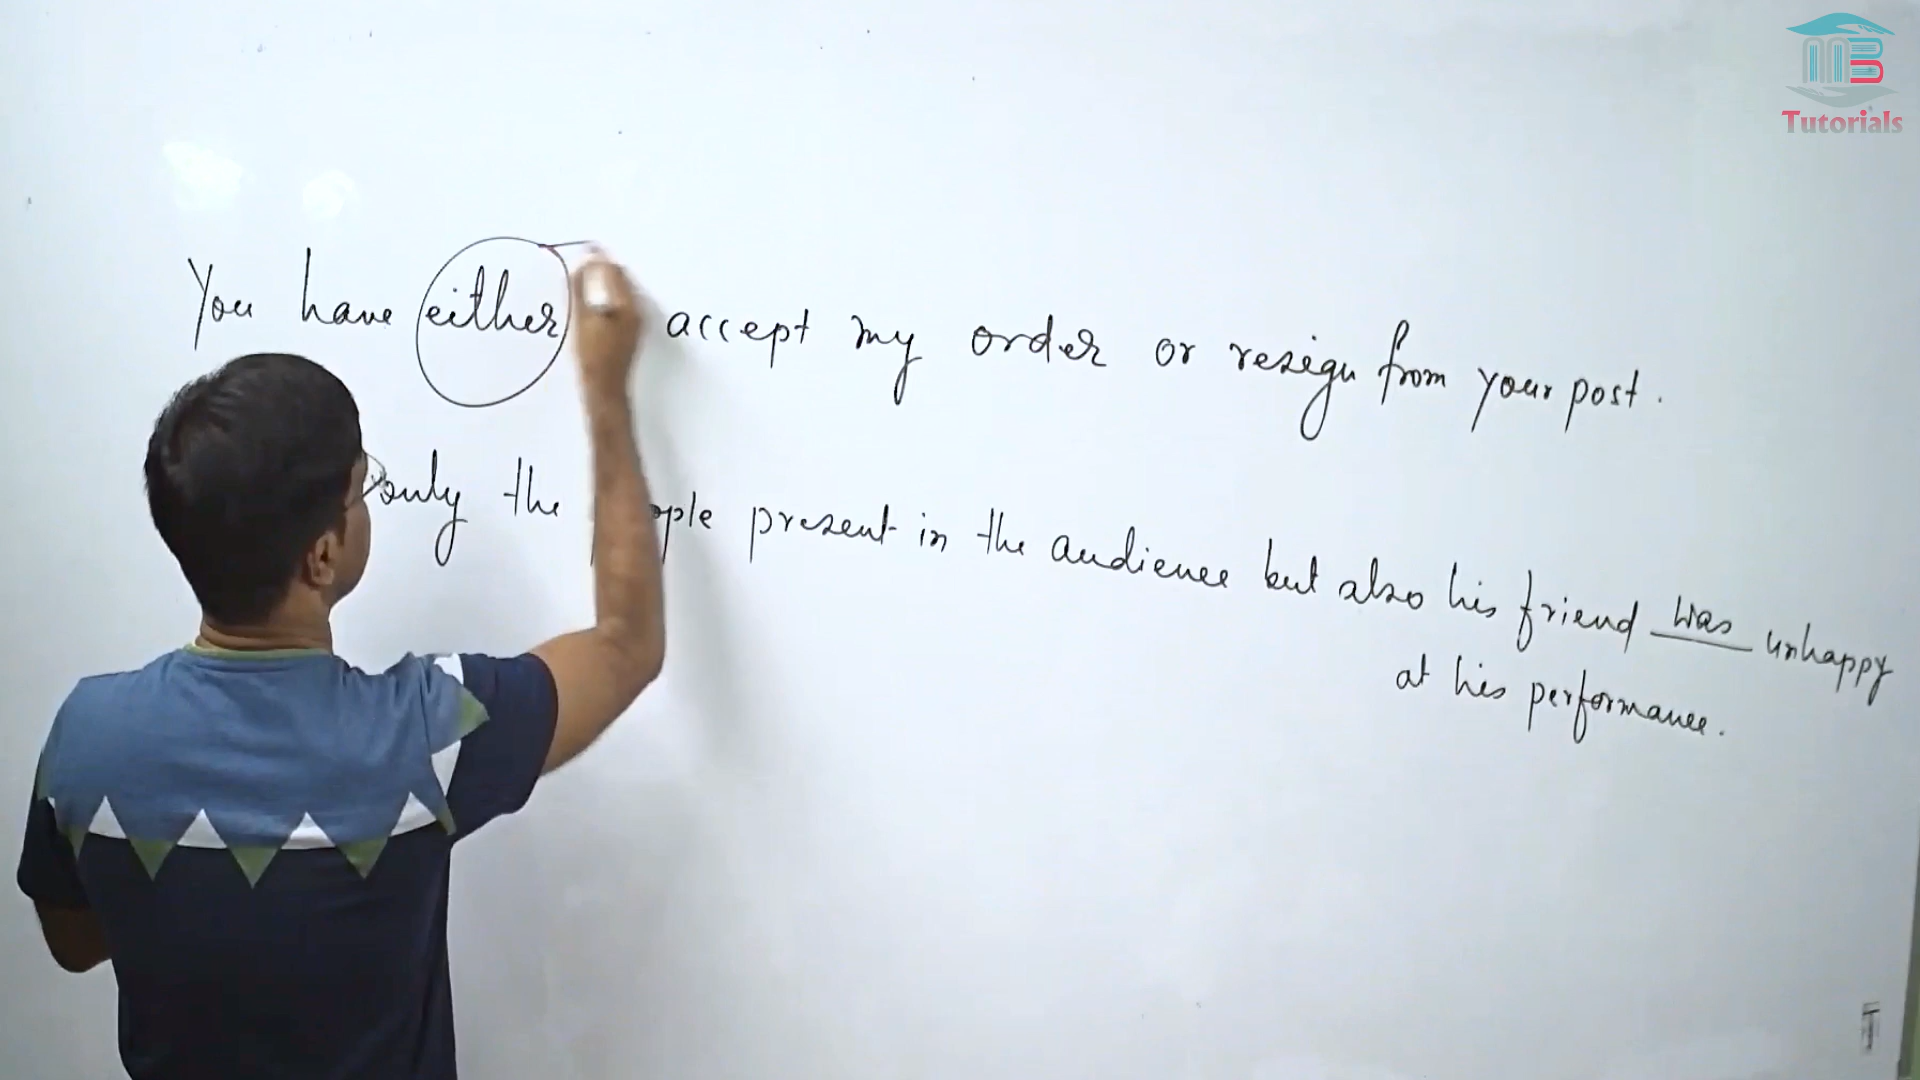 MB
Tutorials
You have either accept my order or resign from your post.
only the present in the audience but also his friend was unhappy
at his performance.